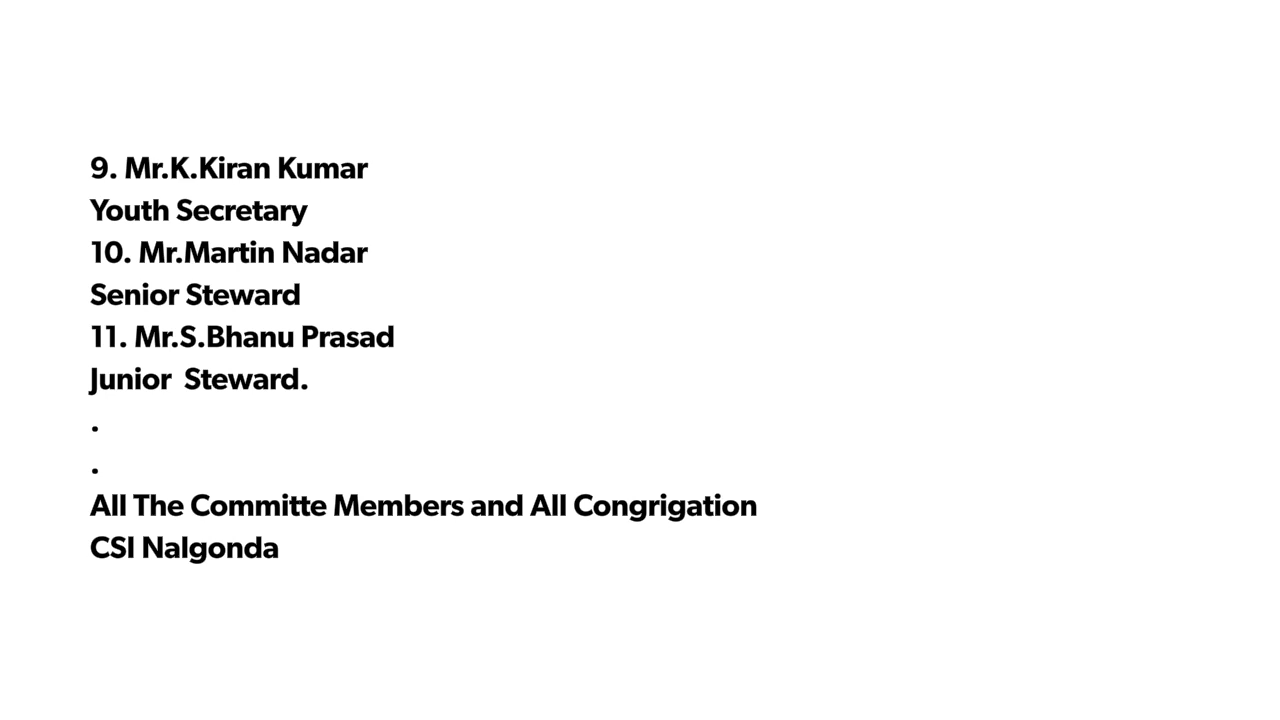 9. Mr.K.Kiran Kumar
Youth Secretary
10. Mr.Martin Nadar
Senior Steward
11. Mr.S.Bhanu Prasad
Junior  Steward.
.
.
All The Committe Members and All Congrigation
CSI Nalgonda